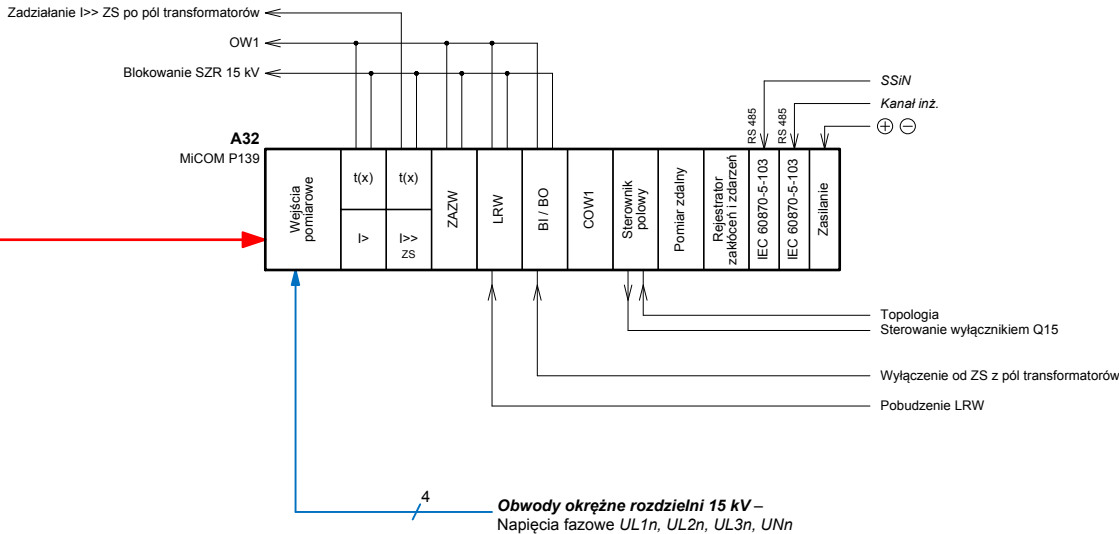 Zadziałanie I>> ZS po pól transformatorów
OW1
Blokowanie SZR 15 kV
SSiN
Kanał inż.
+ −
RS 485
RS 485
A32
MiCOM P139
Wejścia
pomiarowe
t(x)
I>
t(x)
I>>
ZS
ZAZW
LRW
BI / BO
COW1
Sterownik
polowy
Pomiar zdalny
Rejestrator
zakłóceń i zdarzeń
IEC 60870-5-103
IEC 60870-5-103
Zasilanie
Topologia
Sterowanie wyłącznikiem Q15
Wyłączenie od ZS z pól transformatorów
Pobudzenie LRW
4
Obwody okrężne rozdzielni 15 kV –
Napięcia fazowe UL1n, UL2n, UL3n, UNn